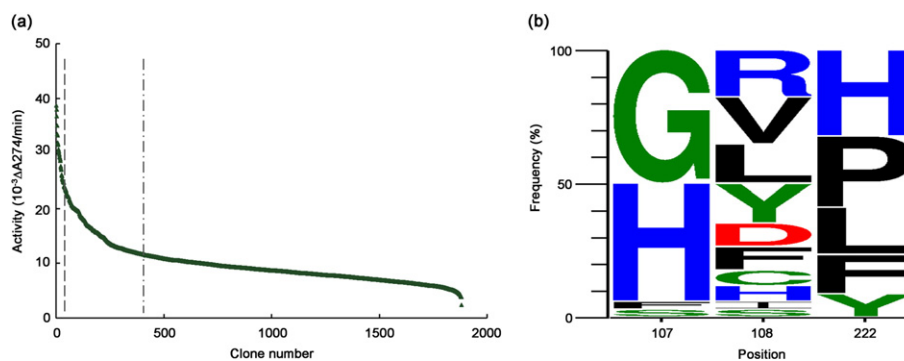 (a)
50
40
30
20
10
0
Activity (10⁻³ΔA274/min)
0
500
1000
1500
2000
Clone number
(b)
100
50
0
Frequency (%)
G
H
F
S
R
V
L
Y
D
F
C
H
I
S
H
P
L
F
Y
107
108
222
Position